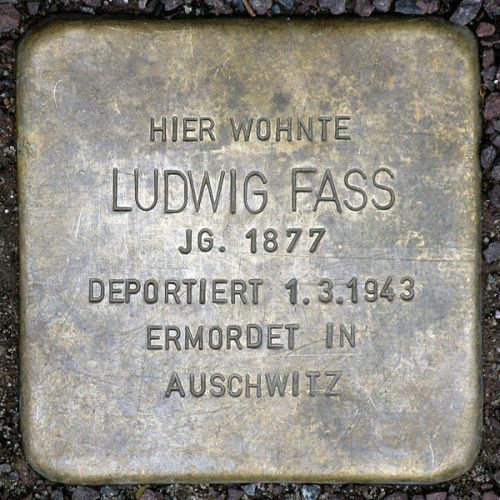 HIER WOHNTE
LUDWIG FASS
JG. 1877
DEPORTIERT 1.3.1943
ERMORDET IN
AUSCHWITZ